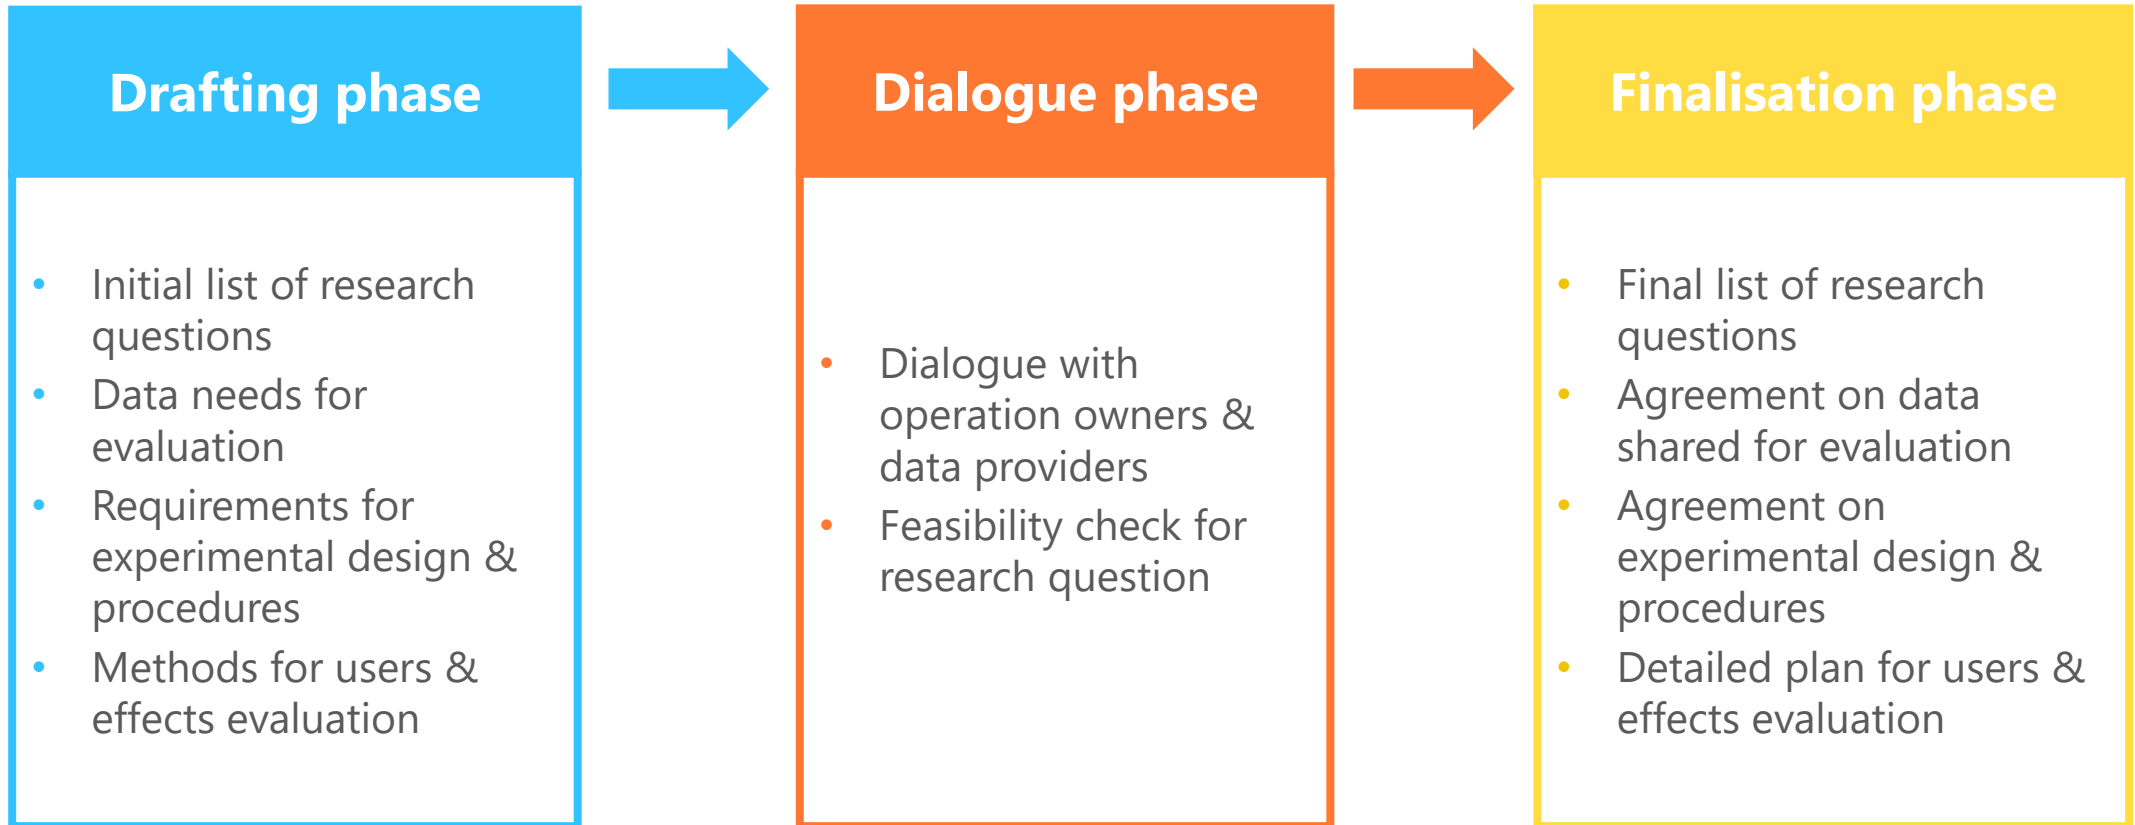 Drafting phase
• Initial list of research
questions
• Data needs for
evaluation
• Requirements for
experimental design &
procedures
• Methods for users &
effects evaluation
Dialogue phase
• Dialogue with
operation owners &
data providers
• Feasibility check for
research question
Finalisation phase
• Final list of research
questions
• Agreement on data
shared for evaluation
• Agreement on
experimental design &
procedures
• Detailed plan for users &
effects evaluation